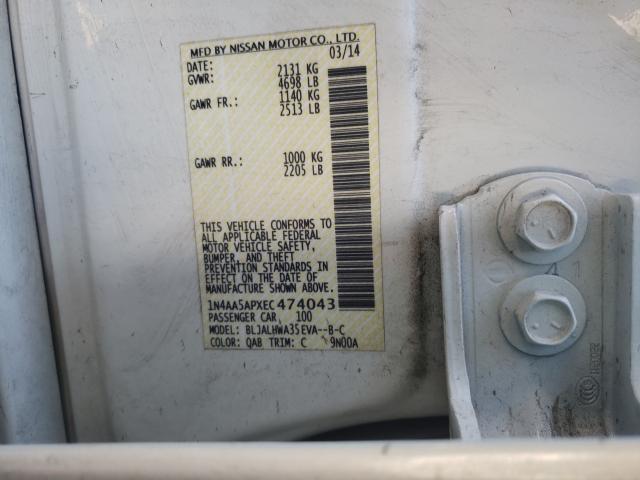 MFD BY NISSAN MOTOR CO., LTD.
DATE: 03/14
GVWR: 2131 KG
4698 LB
GAWR FR.: 1140 KG
2513 LB
GAWR RR.: 1000 KG
2205 LB
THIS VEHICLE CONFORMS TO
ALL APPLICABLE FEDERAL
MOTOR VEHICLE SAFETY,
BUMPER, AND THEFT
PREVENTION STANDARDS IN
EFFECT ON THE DATE OF
MANUFACTURE SHOWN ABOVE.
1N4AA5APXEC474043
PASSENGER CAR, 100
MODEL: BLJALHWA35EVA--B-C
COLOR: QAB TRIM: C 9N00A